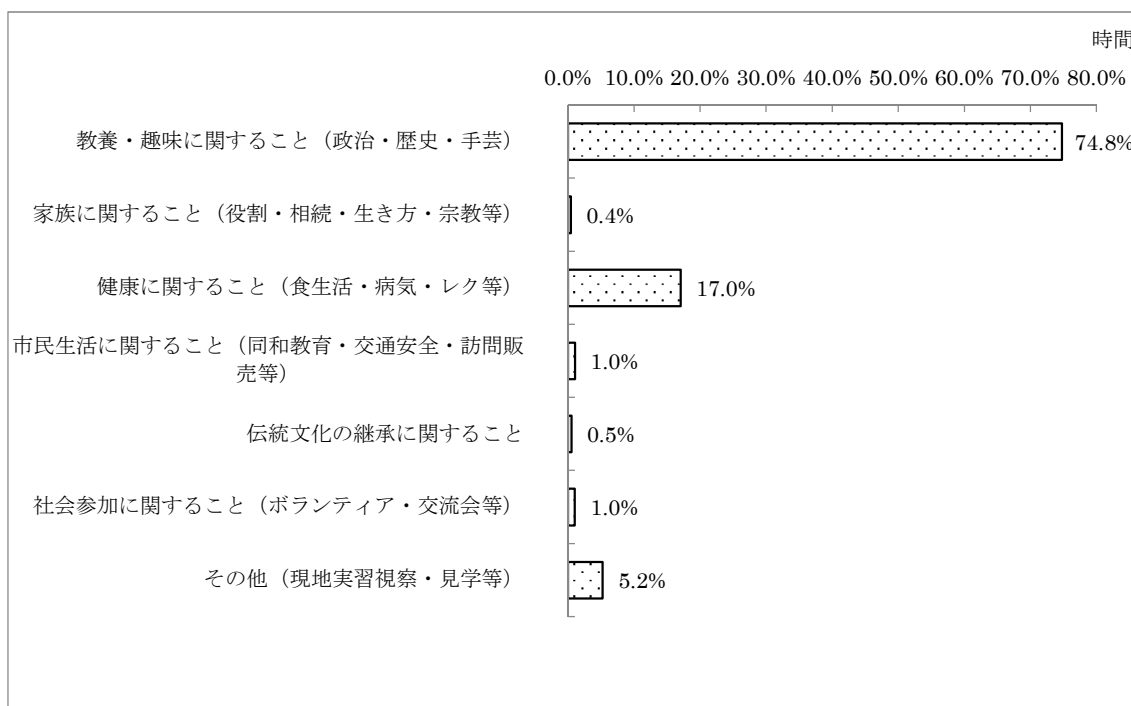 時間
0.0% 10.0% 20.0% 30.0% 40.0% 50.0% 60.0% 70.0% 80.0%
教養・趣味に関すること（政治・歴史・手芸）
74.8%
家族に関すること（役割・相続・生き方・宗教等）
0.4%
健康に関すること（食生活・病気・レク等）
17.0%
市民生活に関すること（同和教育・交通安全・訪問販
売等）
1.0%
伝統文化の継承に関すること
0.5%
社会参加に関すること（ボランティア・交流会等）
1.0%
その他（現地実習視察・見学等）
5.2%